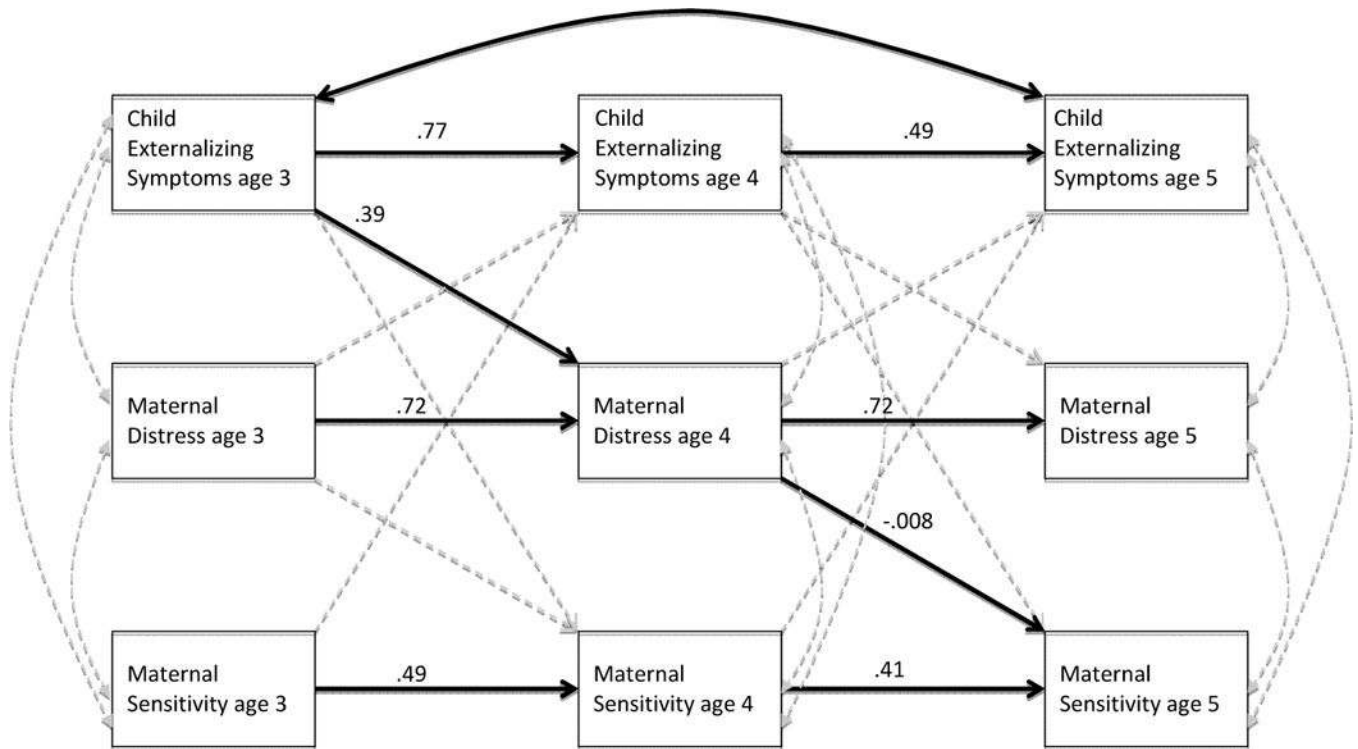 Child
Externalizing
Symptoms age 3
.77
Child
Externalizing
Symptoms age 4
.49
Child
Externalizing
Symptoms age 5
.39
Maternal
Distress age 3
.72
Maternal
Distress age 4
.72
Maternal
Distress age 5
-.008
Maternal
Sensitivity age 3
.49
Maternal
Sensitivity age 4
.41
Maternal
Sensitivity age 5